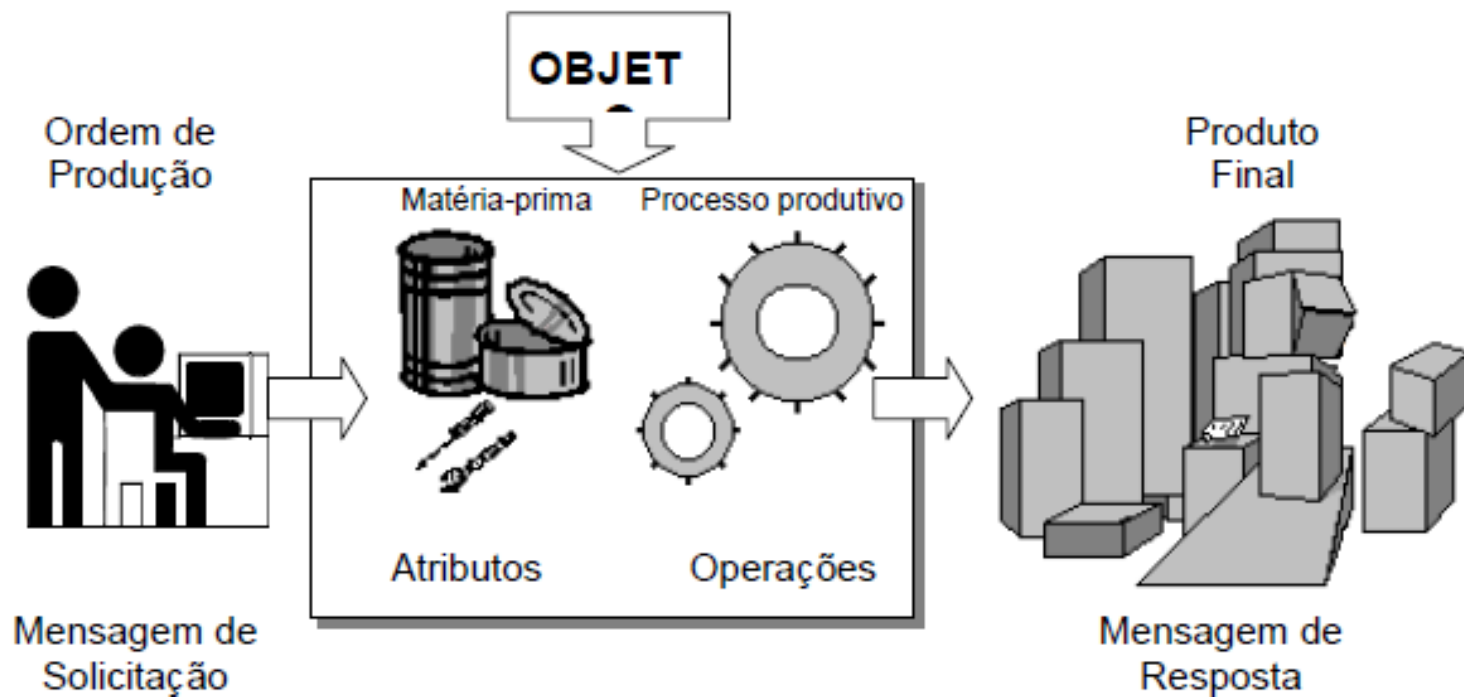 OBJET
Ordem de
Produção
Matéria-prima
Processo produtivo
Atributos
Operações
Mensagem de
Solicitação
Produto
Final
Mensagem de
Resposta